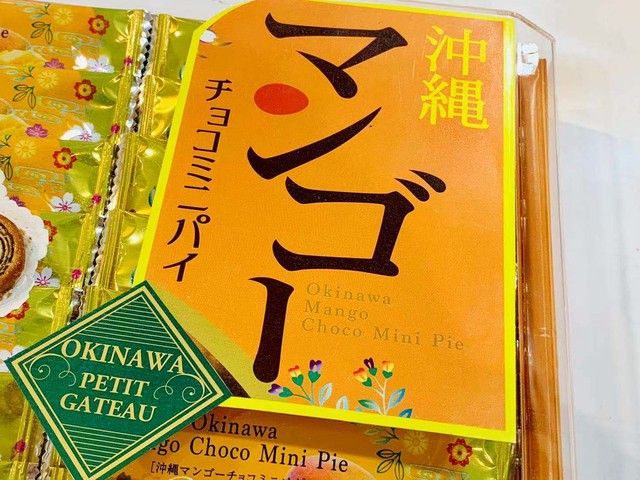 沖縄
マンゴー
チョコミニパイ
Okinawa
Mango
Choco Mini Pie
OKINAWA
PETIT
GATEAU
Okinawa
Choco Mini Pie